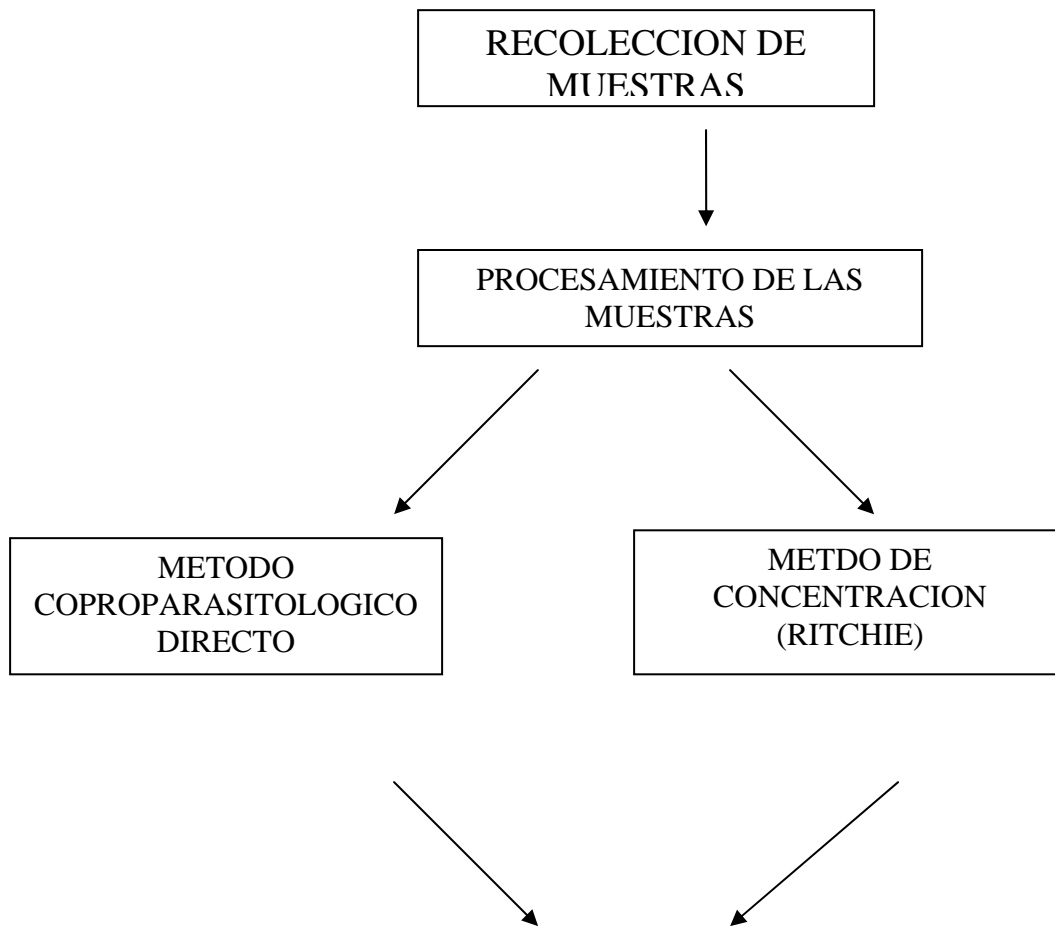 RECOLECCION DE
MUESTRAS
PROCESAMIENTO DE LAS
MUESTRAS
METODO
COPROPARASITOLOGICO
DIRECTO
METDO DE
CONCENTRACION
(RITCHIE)